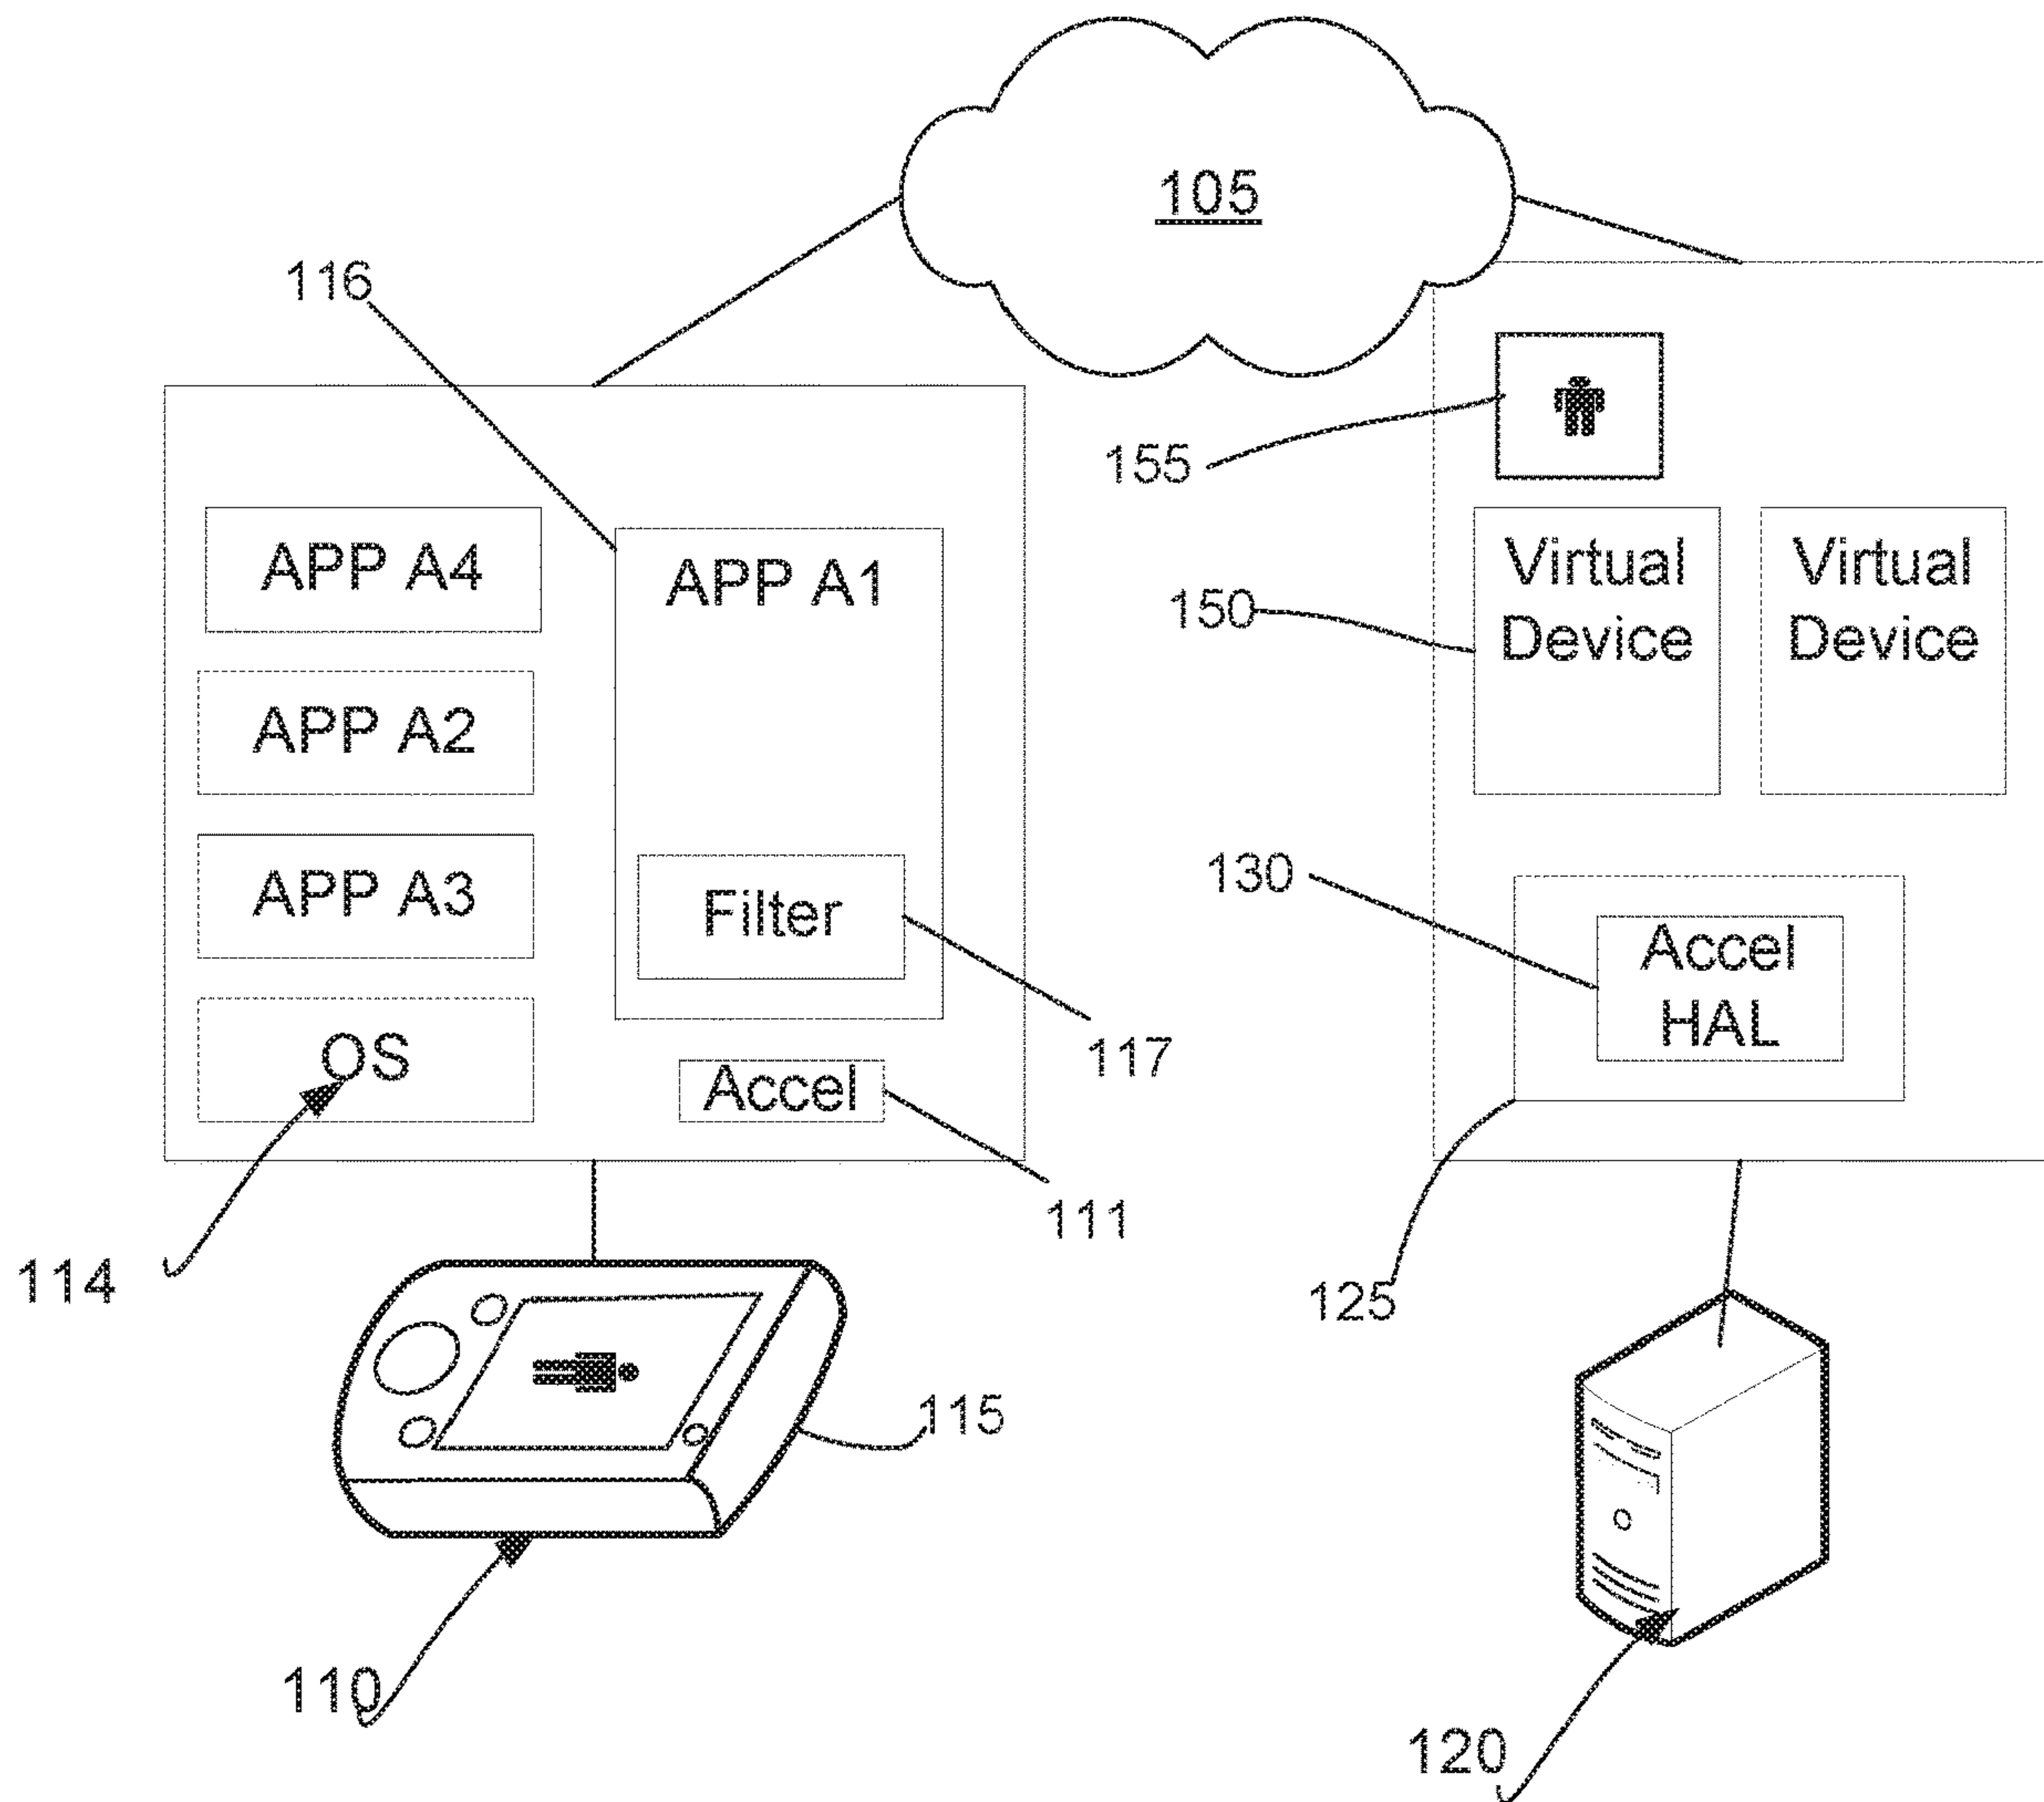 105
116
155
APP A4
APP A1
Virtual
Device
Virtual
Device
150
APP A2
APP A3
Filter
130
Accel
HAL
OS
117
Accel
111
114
125
115
110
120